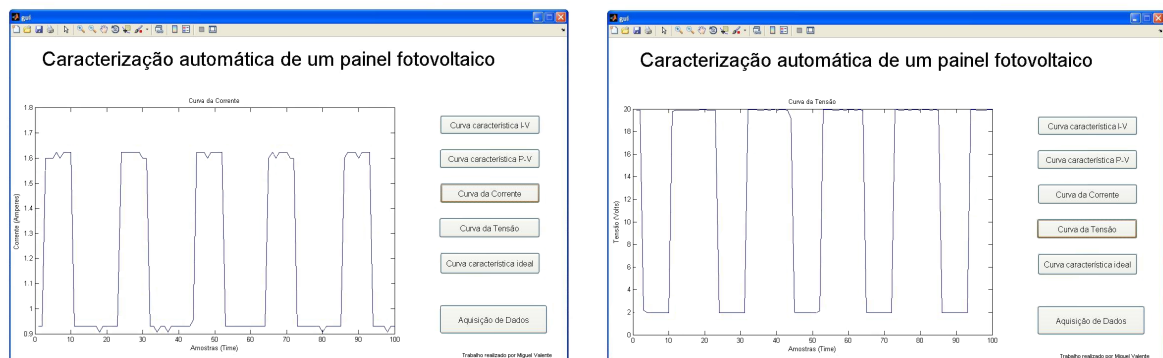 gui
Caracterização automática de um painel fotovoltaico
Curva da Corrente
1.8
1.7
1.6
1.5
1.4
1.3
1.2
1.1
1
0.9
Corrente (Amperes)
0 10 20 30 40 50 60 70 80 90 100
Amostras (Time)
Curva característica I-V
Curva característica P-V
Curva da Corrente
Curva da Tensão
Curva característica ideal
Aquisição de Dados
Trabalho realizado por Miguel Valente
gui
Caracterização automática de um painel fotovoltaico
Curva da Tensão
20
18
16
14
12
10
8
6
4
2
0
Tensão (Volts)
0 10 20 30 40 50 60 70 80 90 100
Amostras (Time)
Curva característica I-V
Curva característica P-V
Curva da Corrente
Curva da Tensão
Curva característica ideal
Aquisição de Dados
Trabalho realizado por Miguel Valente